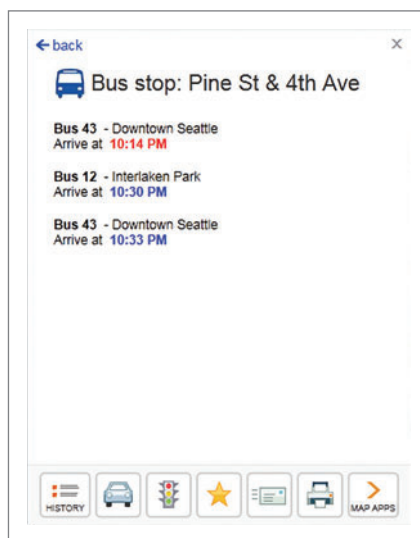 back
×
Bus stop: Pine St & 4th Ave
Bus 43 - Downtown Seattle
Arrive at 10:14 PM
Bus 12 - Interlaken Park
Arrive at 10:30 PM
Bus 43 - Downtown Seattle
Arrive at 10:33 PM
HISTORY
MAP APPS